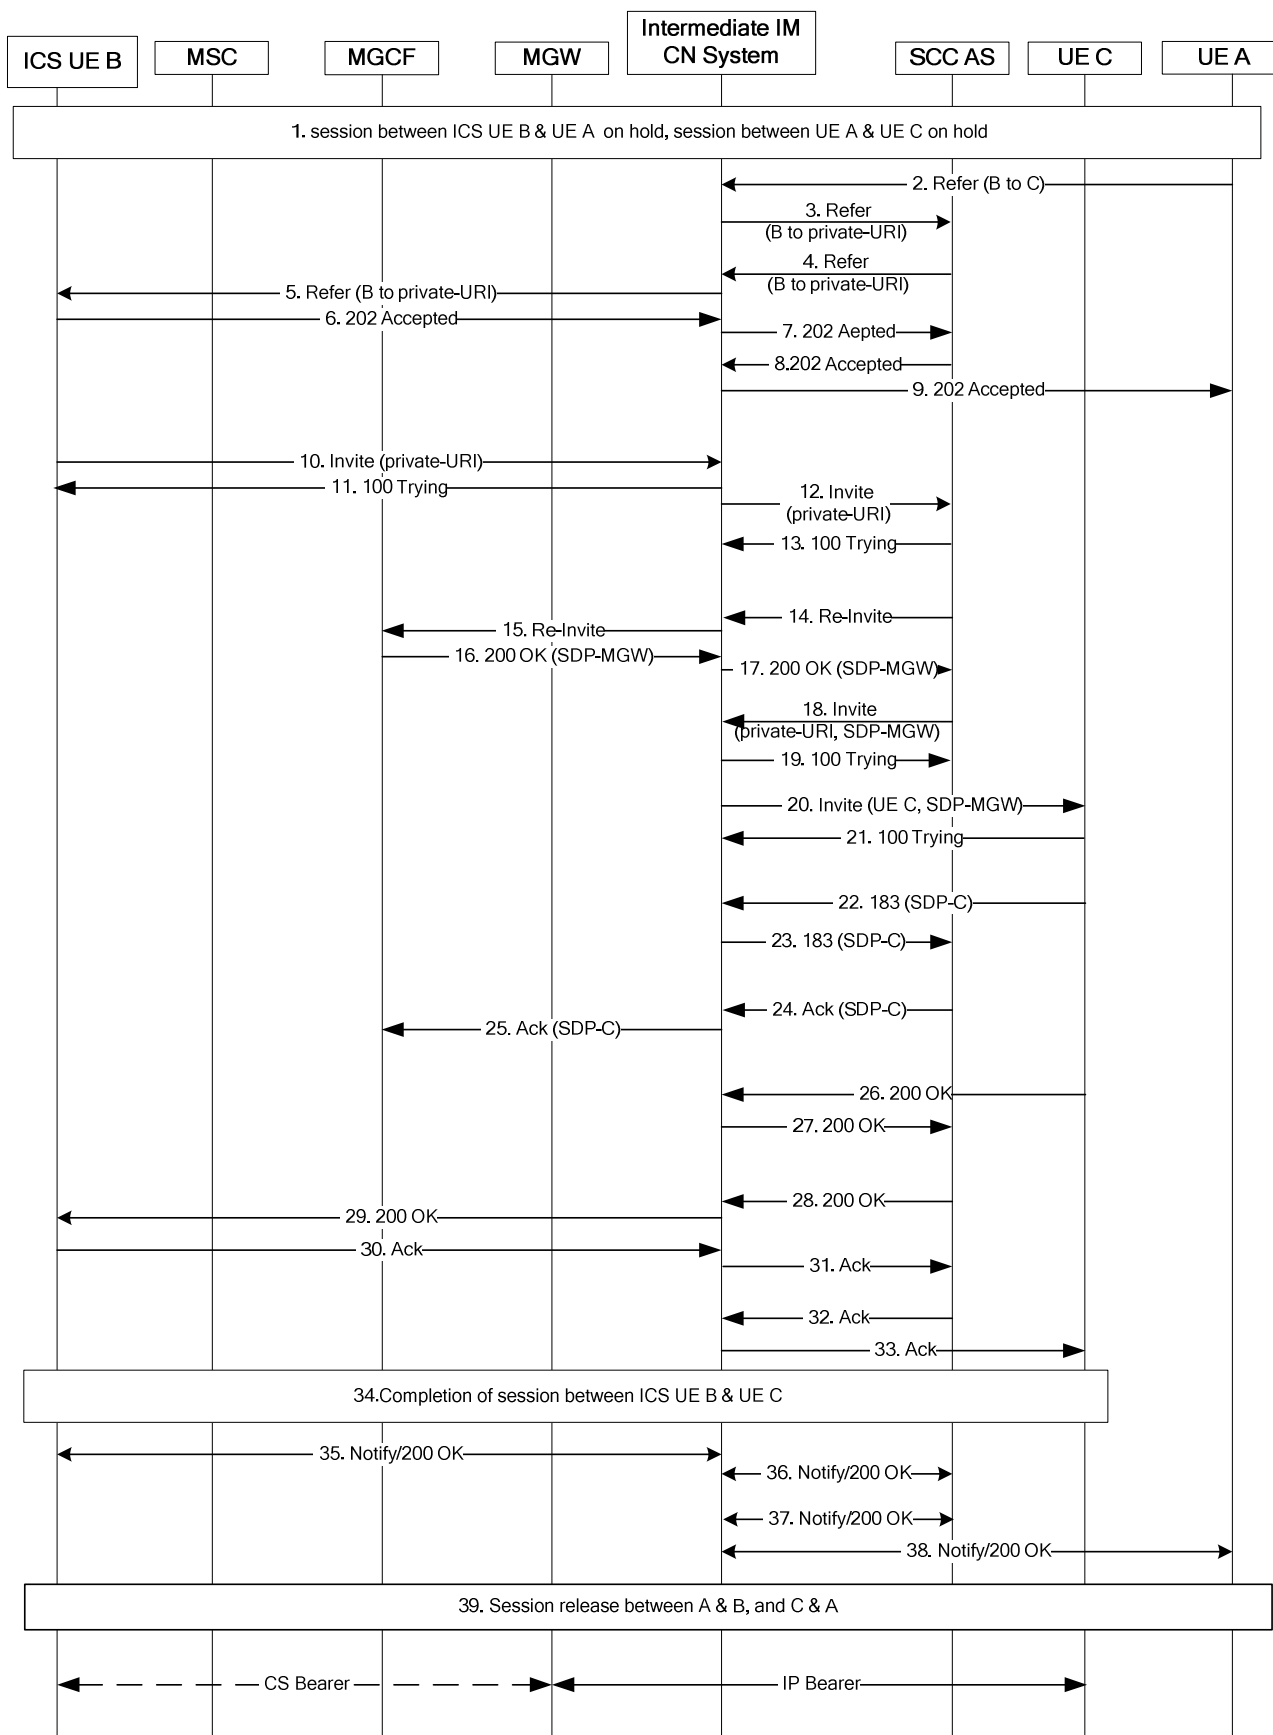 Intermediate IM
CN System
ICS UE B
MSC
MGCF
MGW
SCC AS
UE C
UE A
1. session between ICS UE B & UE A on hold, session between UE A & UE C on hold
2. Refer (B to C)
3. Refer
(B to private-URI)
4. Refer
(B to private-URI)
5. Refer (B to private-URI)
6. 202 Accepted
7. 202 Aepted
8.202 Accepted
9. 202 Accepted
10. Invite (private-URI)
11. 100 Trying
12. Invite
(private-URI)
13. 100 Trying
14. Re-Invite
15. Re-Invite
16. 200 OK (SDP-MGW)
17. 200 OK (SDP-MGW)
18. Invite
(private-URI, SDP-MGW)
19. 100 Trying
20. Invite (UE C, SDP-MGW)
21. 100 Trying
22. 183 (SDP-C)
23. 183 (SDP-C)
24. Ack (SDP-C)
25. Ack (SDP-C)
26. 200 OK
27. 200 OK
28. 200 OK
29. 200 OK
30. Ack
31. Ack
32. Ack
33. Ack
34.Completion of session between ICS UE B & UE C
35. Notify/200 OK
36. Notify/200 OK
37. Notify/200 OK
38. Notify/200 OK
39. Session release between A & B, and C & A
CS Bearer
IP Bearer